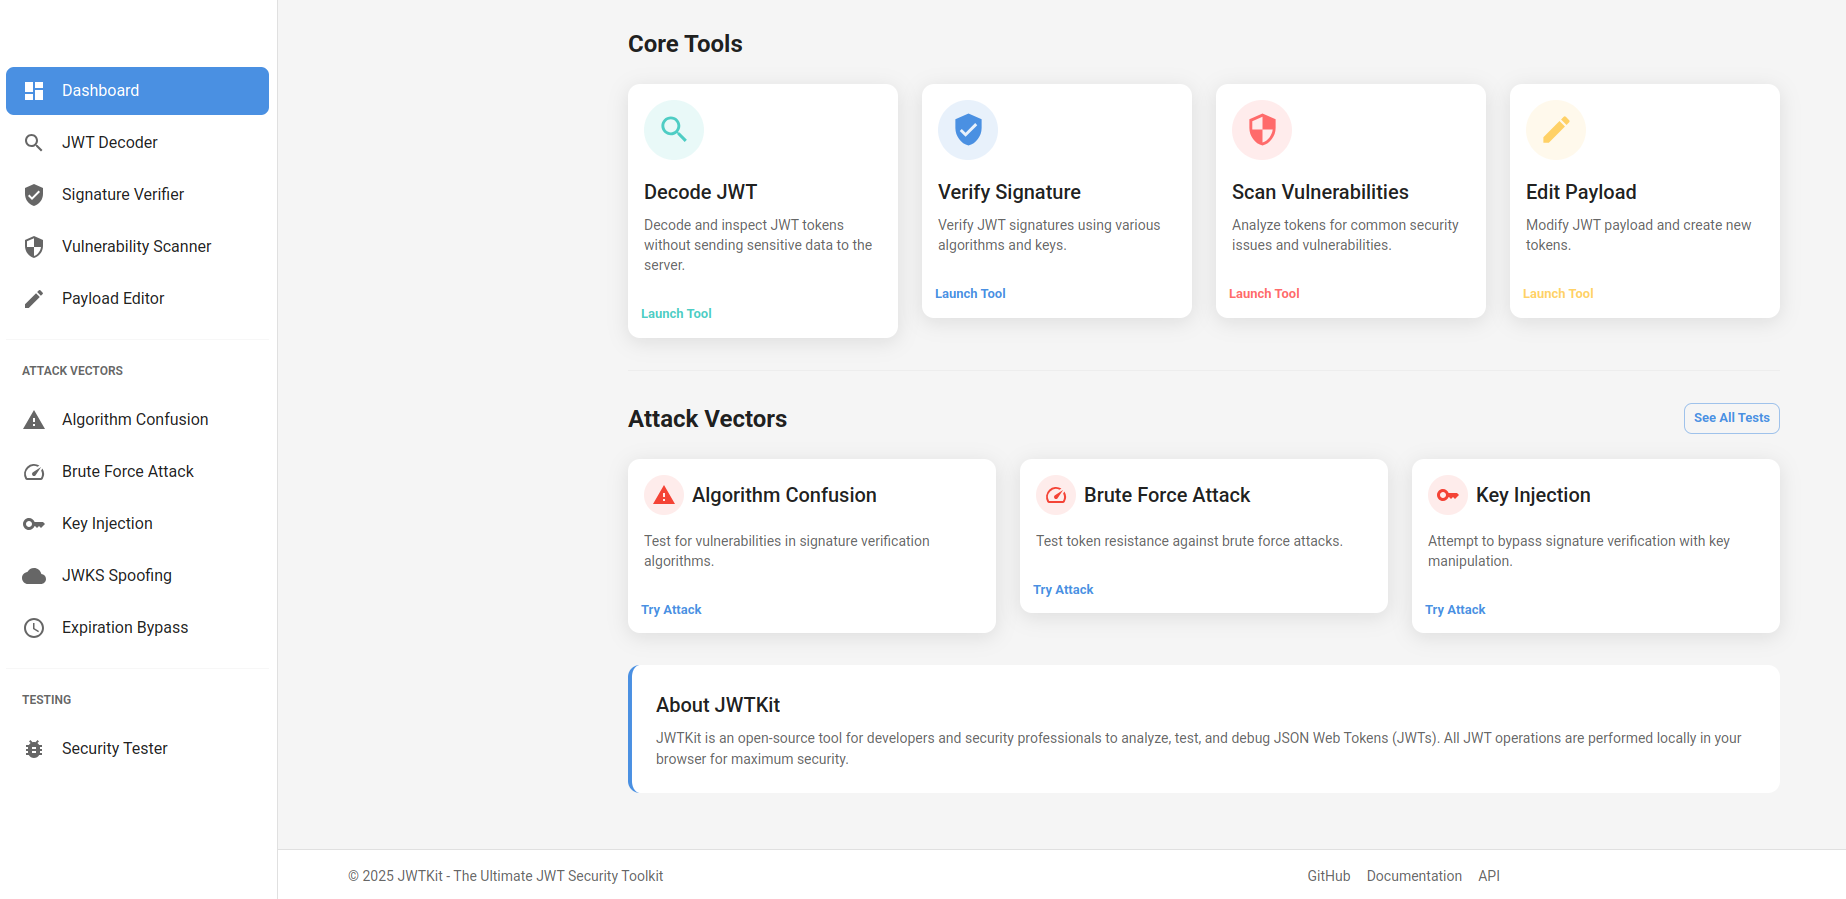 Dashboard
JWT Decoder
Signature Verifier
Vulnerability Scanner
Payload Editor
ATTACK VECTORS
Algorithm Confusion
Brute Force Attack
Key Injection
JWKS Spoofing
Expiration Bypass
TESTING
Security Tester
Core Tools
Decode JWT
Decode and inspect JWT tokens
without sending sensitive data to the
server.
Launch Tool
Verify Signature
Verify JWT signatures using various
algorithms and keys.
Launch Tool
Scan Vulnerabilities
Analyze tokens for common security
issues and vulnerabilities.
Launch Tool
Edit Payload
Modify JWT payload and create new
tokens.
Launch Tool
Attack Vectors
See All Tests
Algorithm Confusion
Test for vulnerabilities in signature verification
algorithms.
Try Attack
Brute Force Attack
Test token resistance against brute force attacks.
Try Attack
Key Injection
Attempt to bypass signature verification with key
manipulation.
Try Attack
About JWTKit
JWTKit is an open-source tool for developers and security professionals to analyze, test, and debug JSON Web Tokens (JWTs). All JWT operations are performed locally in your
browser for maximum security.
© 2025 JWTKit - The Ultimate JWT Security Toolkit
GitHub Documentation API